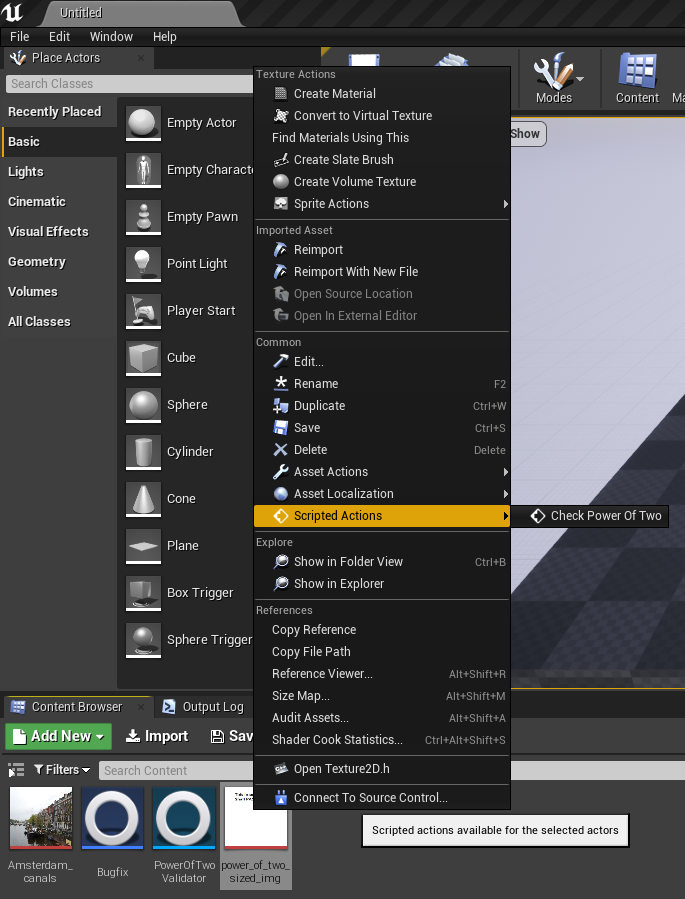 Untitled
File Edit Window Help
Place Actors
Search Classes
Recently Placed
Basic
Lights
Cinematic
Visual Effects
Geometry
Volumes
All Classes
Empty Actor
Empty Characte
Empty Pawn
Point Light
Player Start
Cube
Sphere
Cylinder
Cone
Plane
Box Trigger
Sphere Trigger
Texture Actions
Create Material
Convert to Virtual Texture
Find Materials Using This
Create Slate Brush
Create Volume Texture
Sprite Actions
Imported Asset
Reimport
Reimport With New File
Open Source Location
Open In External Editor
Common
Edit...
Rename F2
Duplicate Ctrl+W
Save Ctrl+S
Delete Delete
Asset Actions
Asset Localization
Scripted Actions
Check Power Of Two
Explore
Show in Folder View Ctrl+B
Show in Explorer
References
Copy Reference
Copy File Path
Reference Viewer... Alt+Shift+R
Size Map... Alt+Shift+M
Audit Assets... Alt+Shift+A
Shader Cook Statistics... Ctrl+Alt+Shift+S
Open Texture2D.h
Connect To Source Control...
Modes
Content
Ma
Show
Content Browser
Output Log
Add New
Import
Sav
Filters
Search Content
Amsterdam_
canals
Bugfix
PowerOfTwo
Validator
power_of_two_
sized_img
Scripted actions available for the selected actors